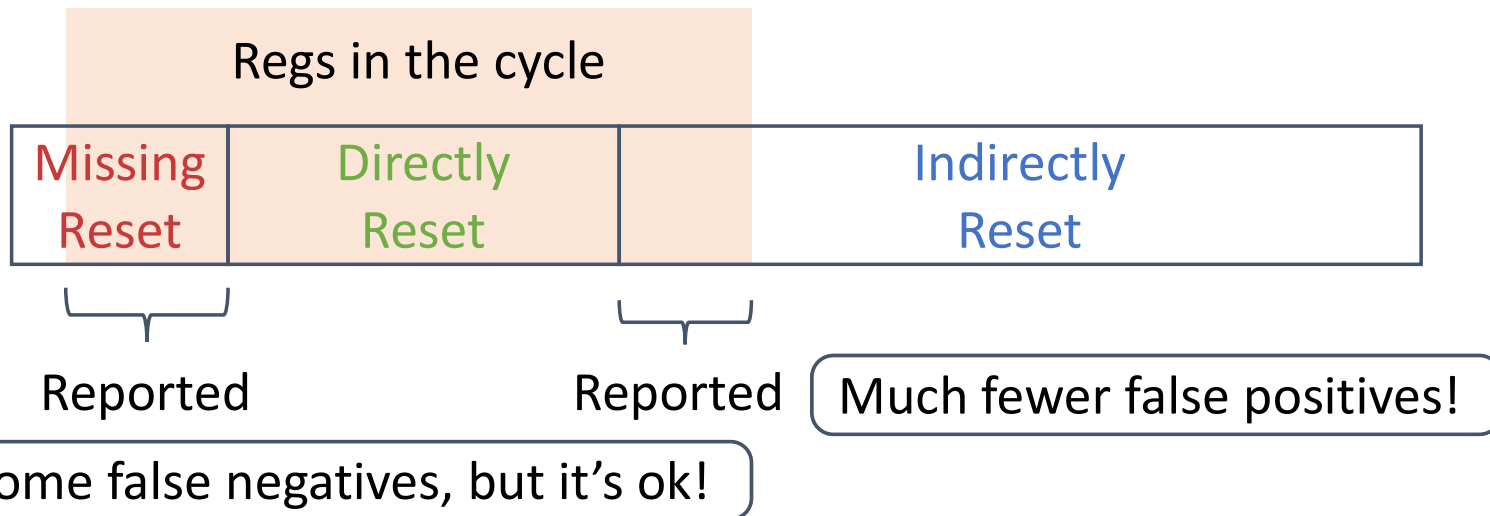 Regs in the cycle
Missing
Reset
Directly
Reset
Indirectly
Reset
Reported
Reported
Much fewer false positives!
false negatives, but it's ok!